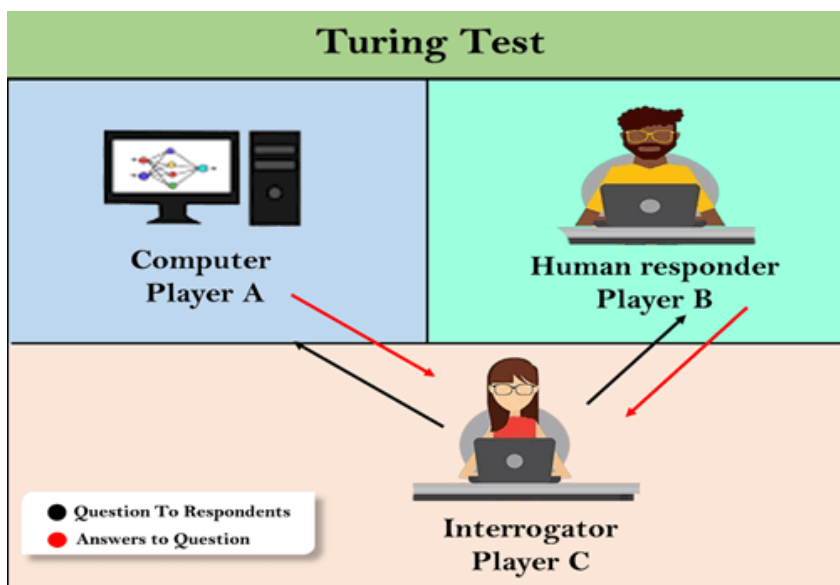 Turing Test
Computer
Player A
Human responder
Player B
Question To Respondents
Answers to Question
Interrogator
Player C